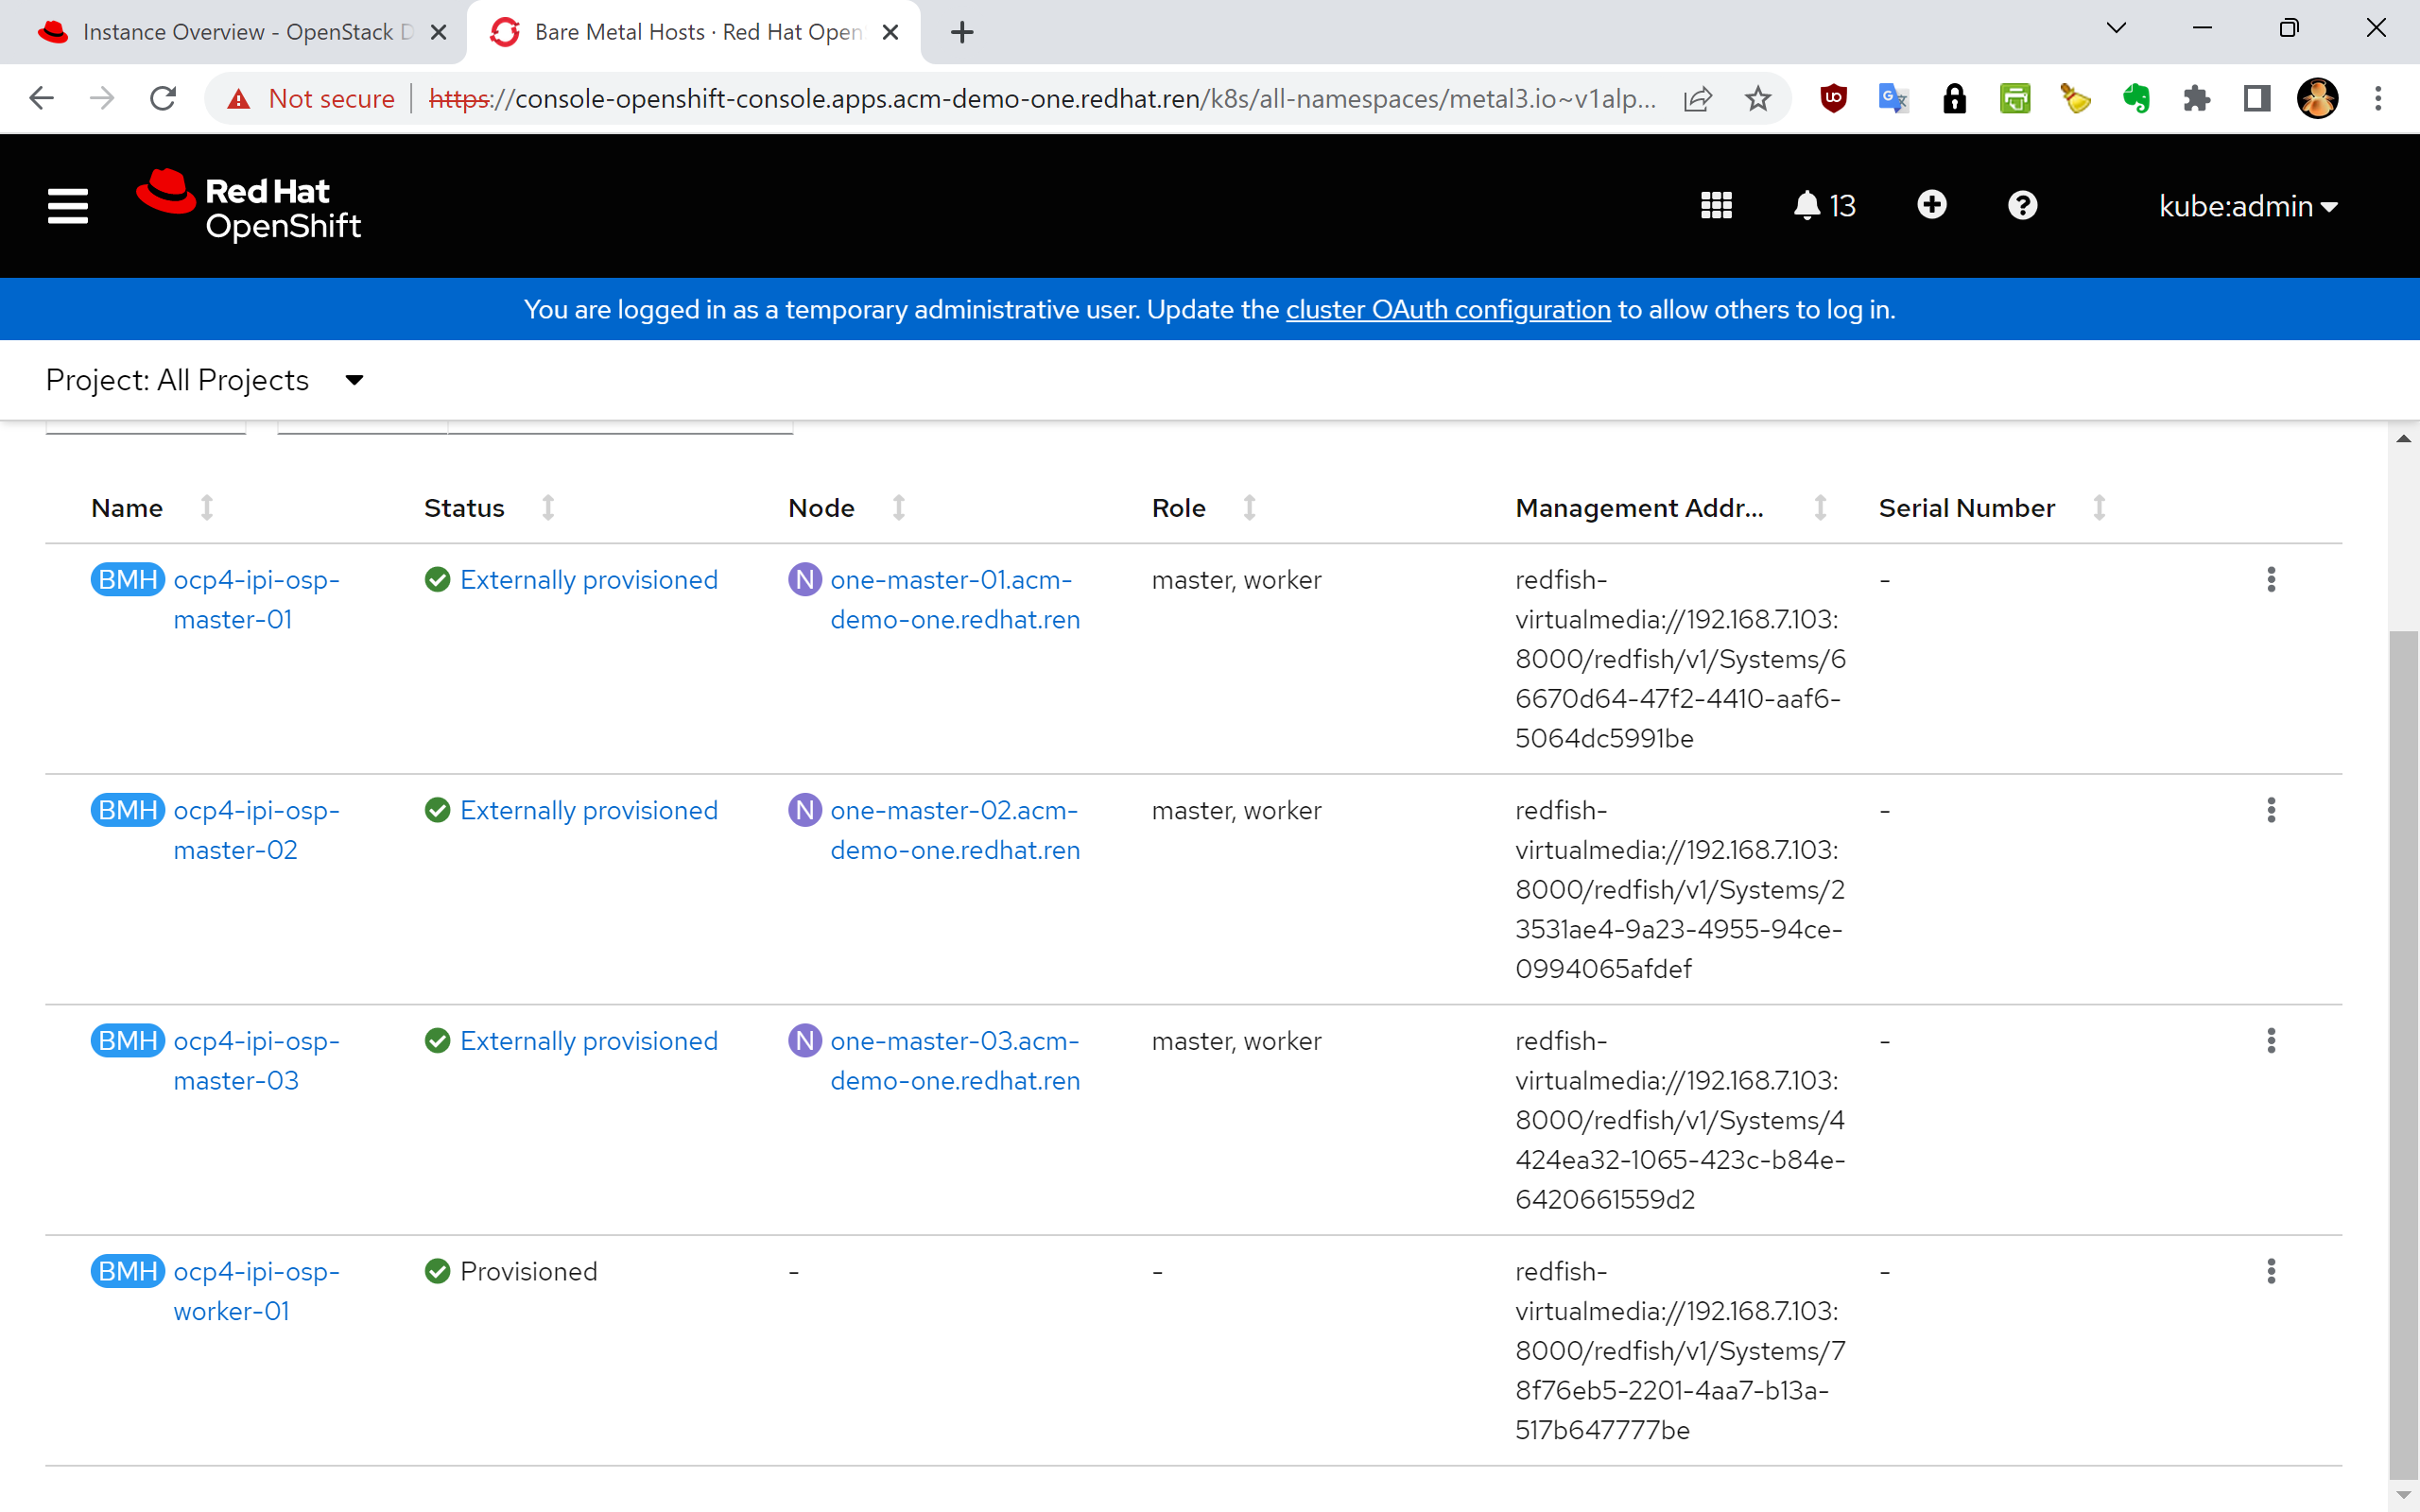 Instance Overview - OpenStack D
Bare Metal Hosts · Red Hat Open
Not secure
https://console-openshift-console.apps.acm-demo-one.redhat.ren/k8s/all-namespaces/metal3.io~v1alp...
Red Hat
OpenShift
13
kube:admin
You are logged in as a temporary administrative user. Update the cluster OAuth configuration to allow others to log in.
Project: All Projects
Name Status Node Role Management Addr... Serial Number
BMH ocp4-ipi-osp- Externally provisioned N one-master-01.acm- master, worker redfish- -
master-01 demo-one.redhat.ren virtualmedia://192.168.7.103:
8000/redfish/v1/Systems/6
6670d64-47f2-4410-aaf6-
5064dc5991be
BMH ocp4-ipi-osp- Externally provisioned N one-master-02.acm- master, worker redfish- -
master-02 demo-one.redhat.ren virtualmedia://192.168.7.103:
8000/redfish/v1/Systems/2
3531ae4-9a23-4955-94ce-
0994065afdef
BMH ocp4-ipi-osp- Externally provisioned N one-master-03.acm- master, worker redfish- -
master-03 demo-one.redhat.ren virtualmedia://192.168.7.103:
8000/redfish/v1/Systems/4
424ea32-1065-423c-b84e-
6420661559d2
BMH ocp4-ipi-osp- Provisioned - - redfish- -
worker-01 virtualmedia://192.168.7.103:
8000/redfish/v1/Systems/7
8f76eb5-2201-4aa7-b13a-
517b647777be